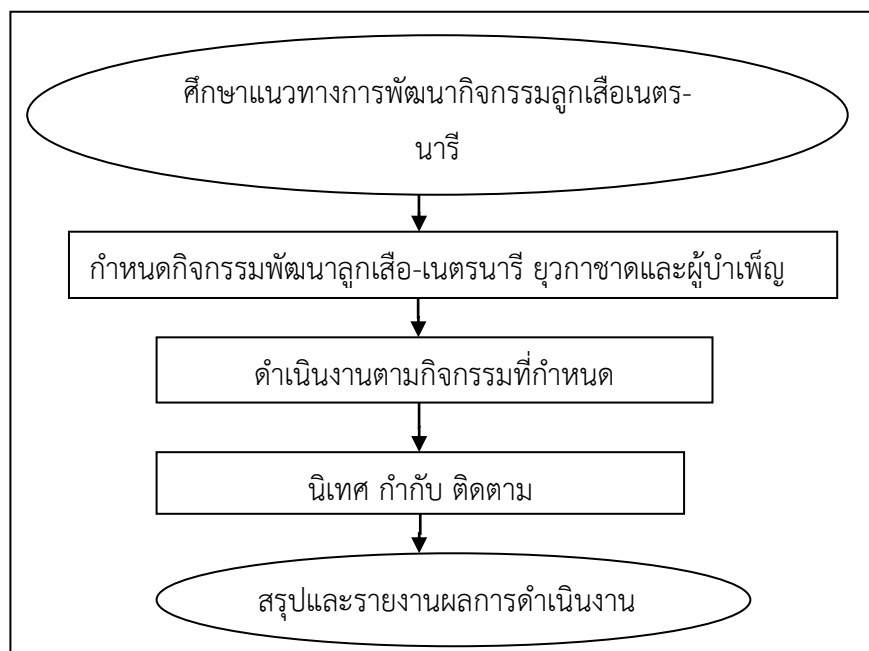 ศึกษาแนวทางการพัฒนากิจกรรมลูกเสือเนตร-
นารี
กำหนดกิจกรรมพัฒนาลูกเสือ-เนตรนารี ยุวกาชาดและผู้บำเพ็ญ
ดำเนินงานตามกิจกรรมที่กำหนด
นิเทศ กำกับ ติดตาม
สรุปและรายงานผลการดำเนินงาน